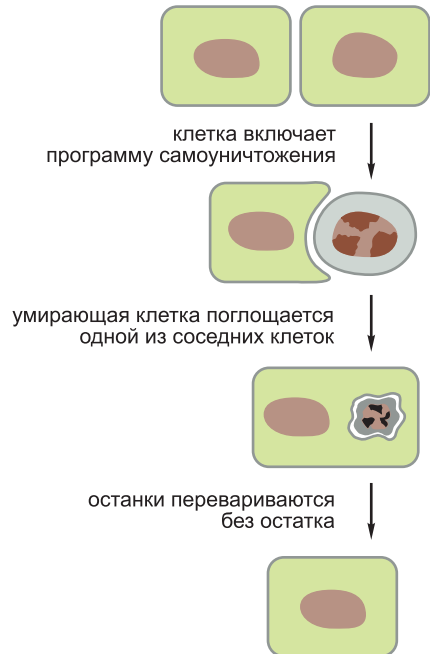 клетка включает
программу самоуничтожения
умирающая клетка поглощается
одной из соседних клеток
останки перевариваются
без остатка